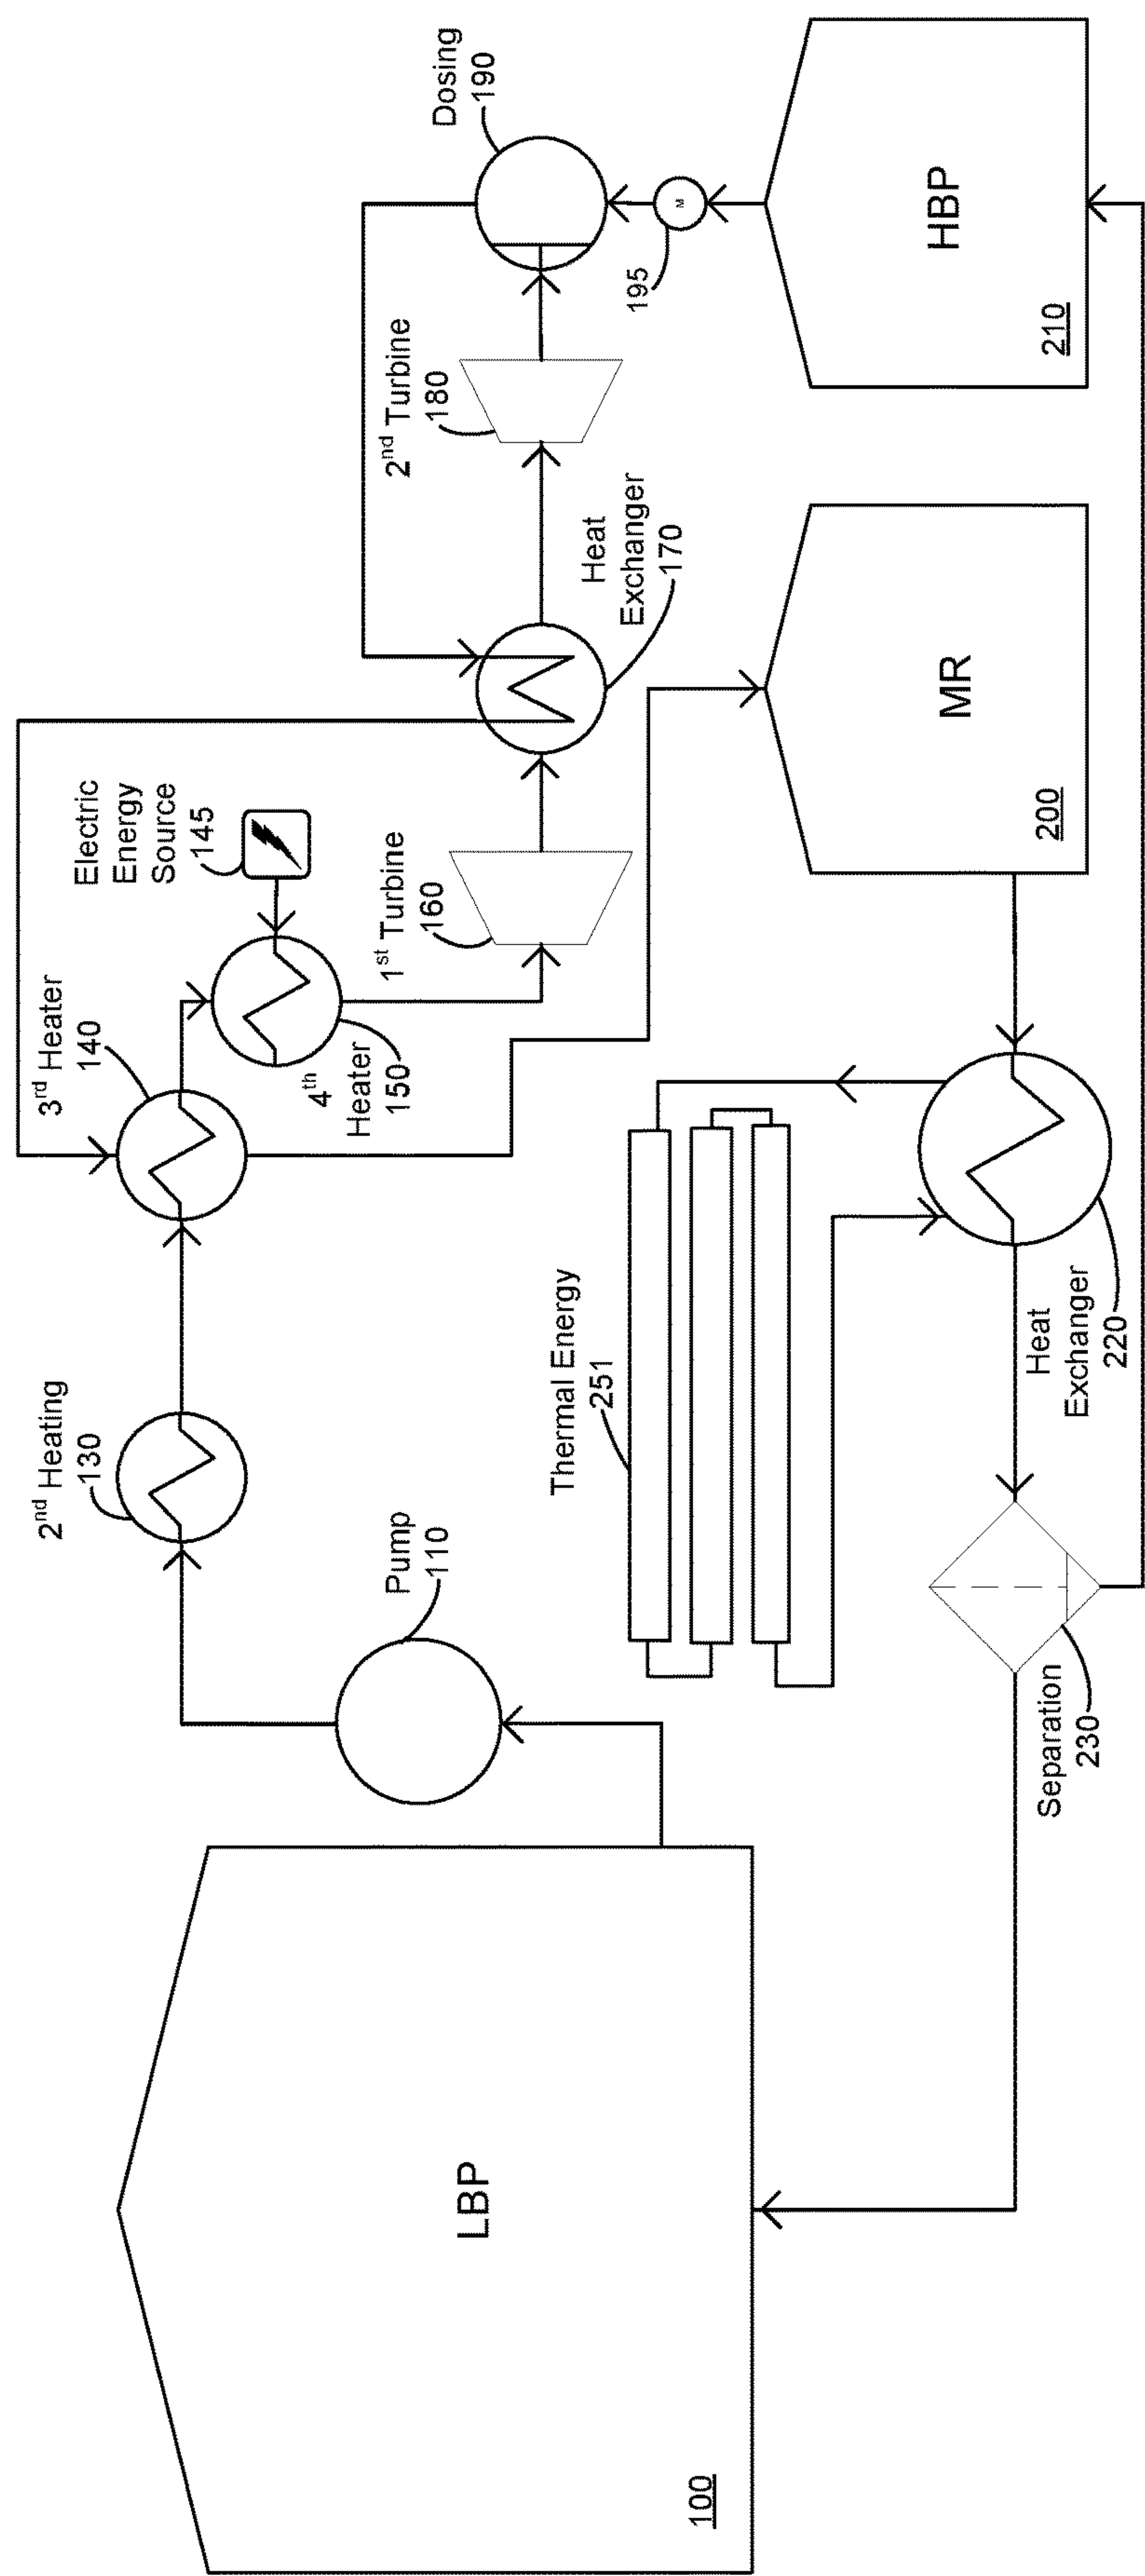 3rd Heater
140
Electric
Energy
Source
145
Dosing
190
2nd Heating
130
4th
Heater
150
1st Turbine
160
2nd Turbine
180
Pump
110
Heat
Exchanger
170
195
M
LBP
100
Thermal Energy
251
MR
200
HBP
210
Separation
230
Heat
Exchanger
220